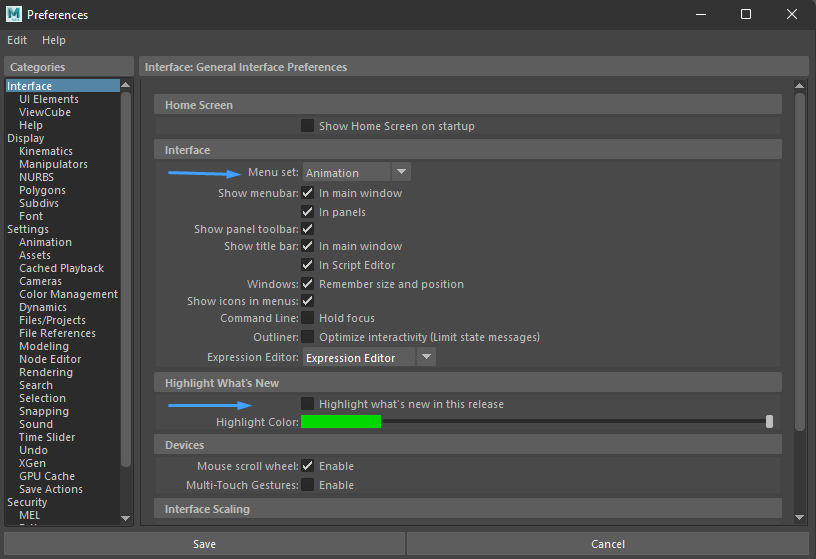 M Preferences
Edit Help
Categories
Interface
UI Elements
ViewCube
Help
Display
Kinematics
Manipulators
NURBS
Polygons
Subdivs
Font
Settings
Animation
Assets
Cached Playback
Cameras
Color Management
Dynamics
Files/Projects
File References
Modeling
Node Editor
Rendering
Search
Selection
Snapping
Sound
Time Slider
Undo
XGen
GPU Cache
Save Actions
Security
MEL
Interface: General Interface Preferences
Home Screen
Show Home Screen on startup
Interface
Menu set: Animation
Show menubar: In main window
In panels
Show panel toolbar:
Show title bar: In main window
In Script Editor
Windows: Remember size and position
Show icons in menus:
Command Line: Hold focus
Outliner: Optimize interactivity (Limit state messages)
Expression Editor: Expression Editor
Highlight What's New
Highlight what's new in this release
Highlight Color:
Devices
Mouse scroll wheel: Enable
Multi-Touch Gestures: Enable
Interface Scaling
Save Cancel